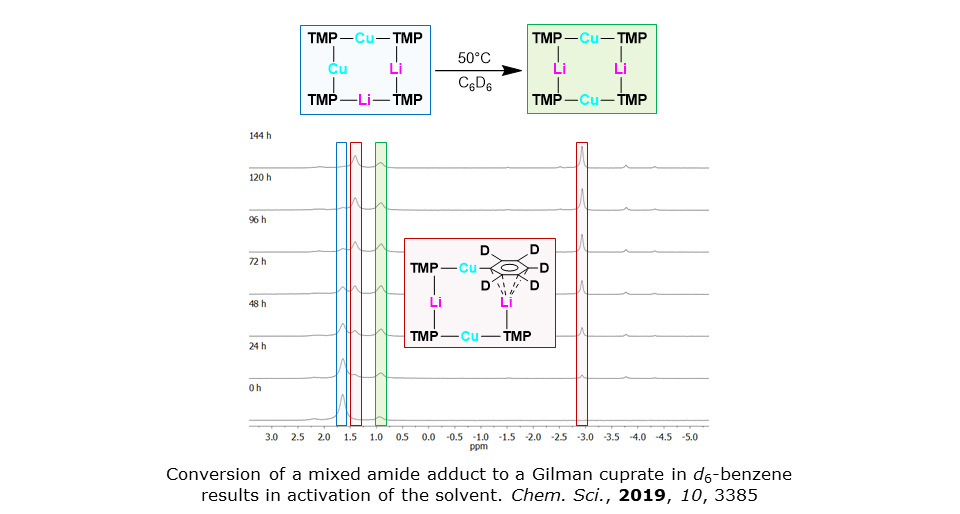 TMP Cu TMP
Cu Li
TMP Li TMP
50°C
C6D6
TMP Cu TMP
Li Li
TMP Cu TMP
144 h
120 h
96 h
72 h
48 h
24 h
0 h
D D
TMP Cu D
D D
Li Li
TMP Cu TMP
3.0 2.5 2.0 1.5 1.0 0.5 0.0 -0.5 -1.0 -1.5 -2.0 -2.5 -3.0 -3.5 -4.0 -4.5 -5.0
ppm
Conversion of a mixed amide adduct to a Gilman cuprate in d6-benzene
results in activation of the solvent. Chem. Sci., 2019, 10, 3385